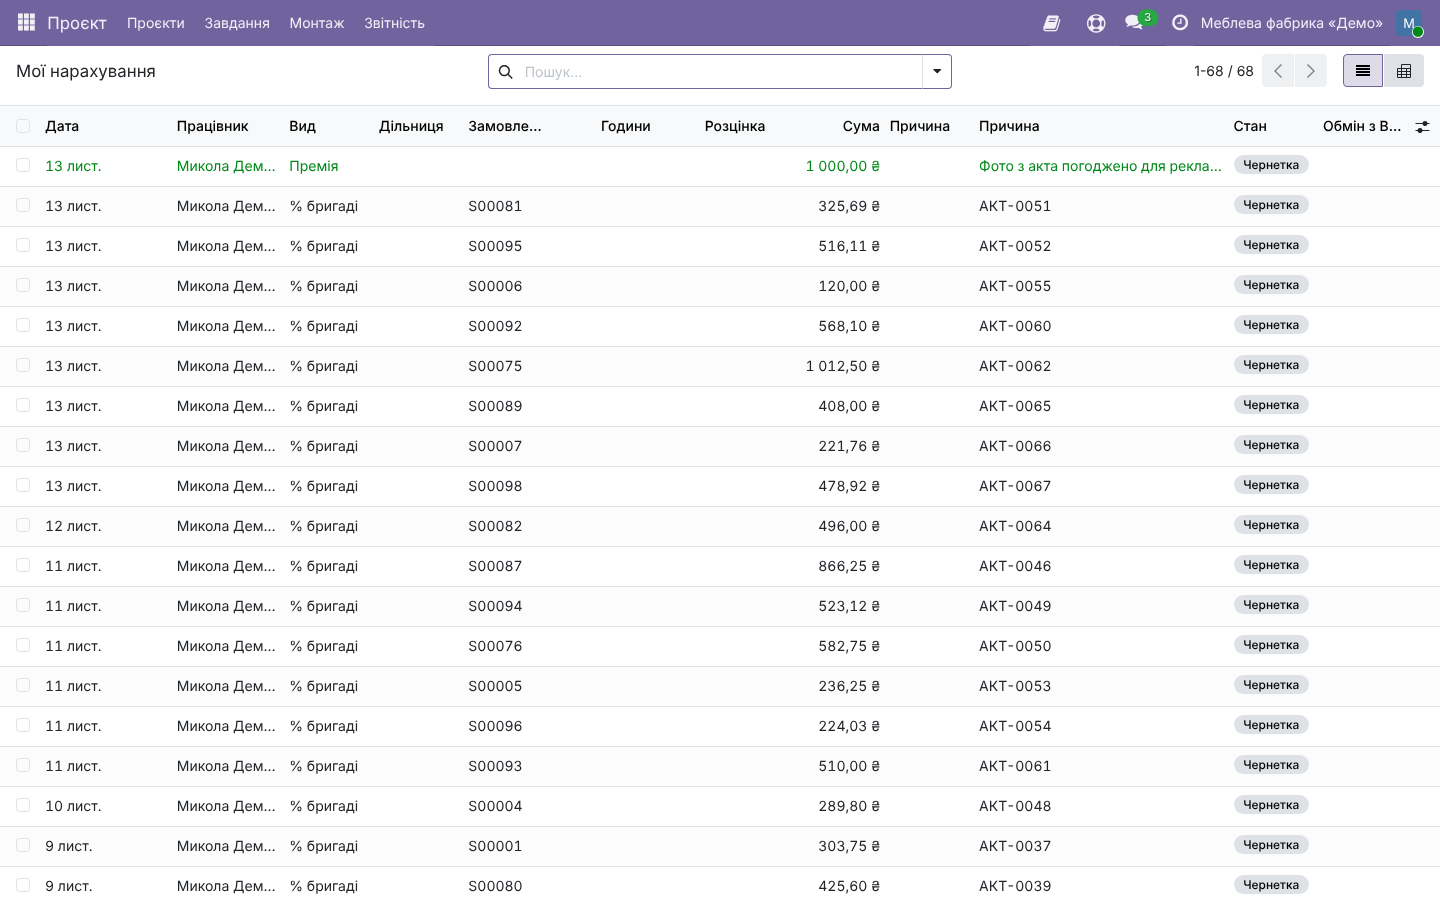 Проєкт Проєкти Завдання Монтаж Звітність 3 Меблева фабрика «Демо» М
Мої нарахування Пошук... 1-68 / 68
Дата Працівник Вид Дільниця Замовле... Години Розцінка Сума Причина Причина Стан Обмін з В...
13 лист. Микола Дем... Премія 1 000,00 ₴ Фото з акта погоджено для рекла... Чернетка
13 лист. Микола Дем... % бригаді S00081 325,69 ₴ АКТ-0051 Чернетка
13 лист. Микола Дем... % бригаді S00095 516,11 ₴ АКТ-0052 Чернетка
13 лист. Микола Дем... % бригаді S00006 120,00 ₴ АКТ-0055 Чернетка
13 лист. Микола Дем... % бригаді S00092 568,10 ₴ АКТ-0060 Чернетка
13 лист. Микола Дем... % бригаді S00075 1 012,50 ₴ АКТ-0062 Чернетка
13 лист. Микола Дем... % бригаді S00089 408,00 ₴ АКТ-0065 Чернетка
13 лист. Микола Дем... % бригаді S00007 221,76 ₴ АКТ-0066 Чернетка
13 лист. Микола Дем... % бригаді S00098 478,92 ₴ АКТ-0067 Чернетка
12 лист. Микола Дем... % бригаді S00082 496,00 ₴ АКТ-0064 Чернетка
11 лист. Микола Дем... % бригаді S00087 866,25 ₴ АКТ-0046 Чернетка
11 лист. Микола Дем... % бригаді S00094 523,12 ₴ АКТ-0049 Чернетка
11 лист. Микола Дем... % бригаді S00076 582,75 ₴ АКТ-0050 Чернетка
11 лист. Микола Дем... % бригаді S00005 236,25 ₴ АКТ-0053 Чернетка
11 лист. Микола Дем... % бригаді S00096 224,03 ₴ АКТ-0054 Чернетка
11 лист. Микола Дем... % бригаді S00093 510,00 ₴ АКТ-0061 Чернетка
10 лист. Микола Дем... % бригаді S00004 289,80 ₴ АКТ-0048 Чернетка
9 лист. Микола Дем... % бригаді S00001 303,75 ₴ АКТ-0037 Чернетка
9 лист. Микола Дем... % бригаді S00080 425,60 ₴ АКТ-0039 Чернетка